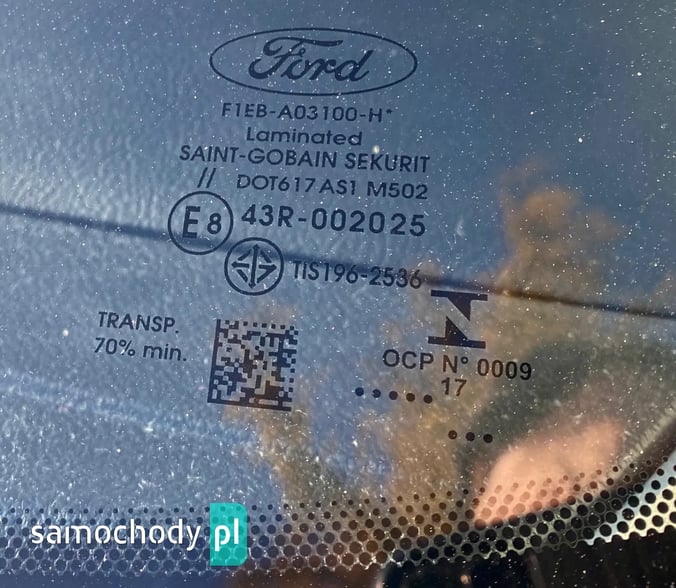 Ford
F1EB-A03100-H*
Laminated
SAINT-GOBAIN SEKURIT
// DOT617 AS1 M502
E8 43R-002025
TIS196-2536
TRANSP.
70% min.
OCP N° 0009
17
samochody pl